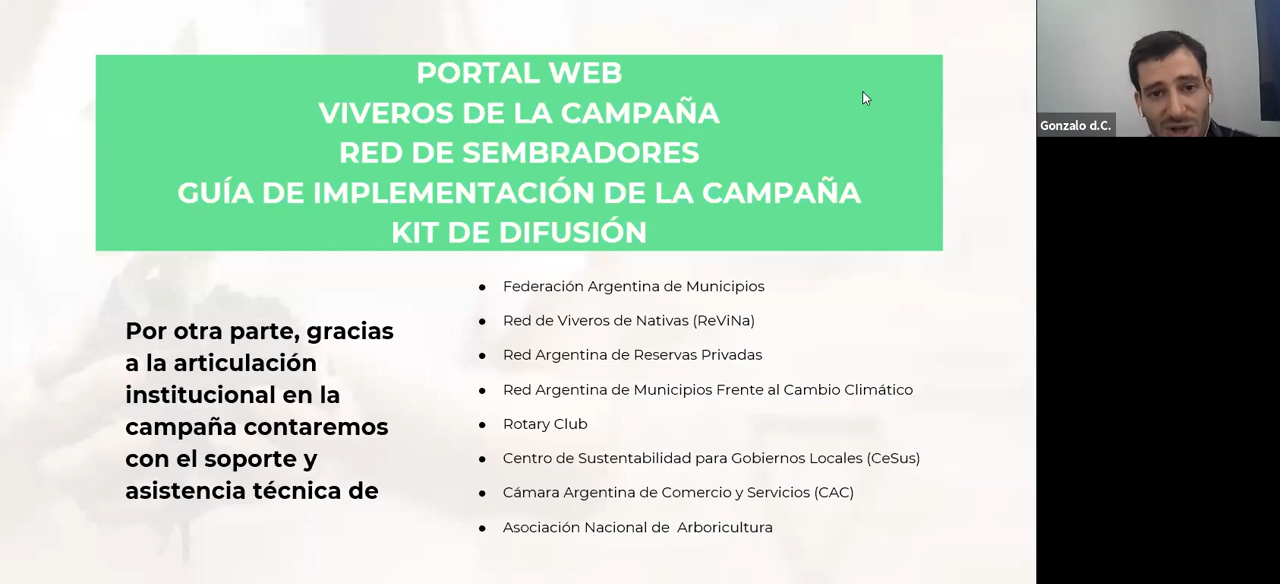 PORTAL WEB
VIVEROS DE LA CAMPAÑA
RED DE SEMBRADORES
GUÍA DE IMPLEMENTACIÓN DE LA CAMPAÑA
KIT DE DIFUSIÓN
Por otra parte, gracias
a la articulación
institucional en la
campaña contaremos
con el soporte y
asistencia técnica de
● Federación Argentina de Municipios
● Red de Viveros de Nativas (ReViNa)
● Red Argentina de Reservas Privadas
● Red Argentina de Municipios Frente al Cambio Climático
● Rotary Club
● Centro de Sustentabilidad para Gobiernos Locales (CeSus)
● Cámara Argentina de Comercio y Servicios (CAC)
● Asociación Nacional de Arboricultura
Gonzalo d.C.